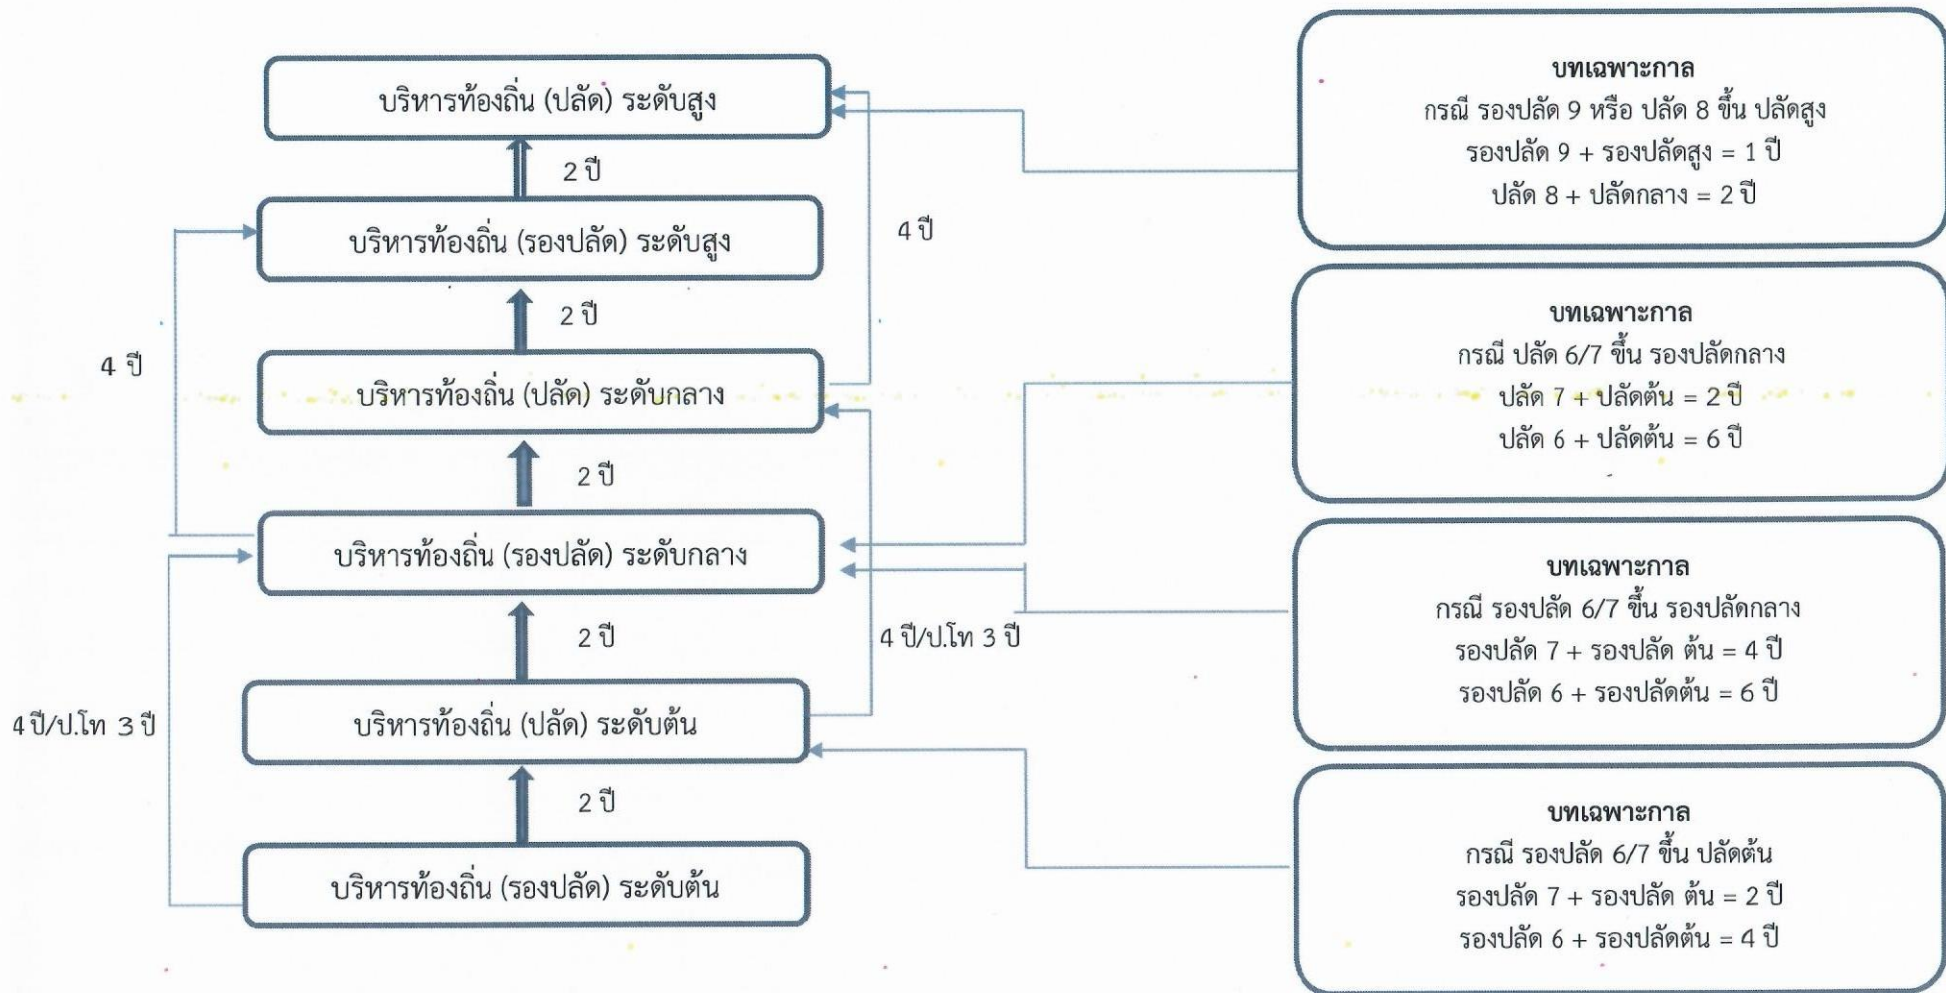 บริหารท้องถิ่น (ปลัด) ระดับสูง
2 ปี
บริหารท้องถิ่น (รองปลัด) ระดับสูง
4 ปี
2 ปี
4 ปี
บริหารท้องถิ่น (ปลัด) ระดับกลาง
2 ปี
บริหารท้องถิ่น (รองปลัด) ระดับกลาง
2 ปี
4 ปี/ป.โท 3 ปี
4 ปี/ป.โท 3 ปี
บริหารท้องถิ่น (ปลัด) ระดับต้น
2 ปี
บริหารท้องถิ่น (รองปลัด) ระดับต้น
บทเฉพาะกาล
กรณี รองปลัด 9 หรือ ปลัด 8 ขึ้น ปลัดสูง
รองปลัด 9 + รองปลัดสูง = 1 ปี
ปลัด 8 + ปลัดกลาง = 2 ปี
บทเฉพาะกาล
กรณี ปลัด 6/7 ขึ้น รองปลัดกลาง
ปลัด 7 + ปลัดต้น = 2 ปี
ปลัด 6 + ปลัดต้น = 6 ปี
บทเฉพาะกาล
กรณี รองปลัด 6/7 ขึ้น รองปลัดกลาง
รองปลัด 7 + รองปลัด ต้น = 4 ปี
รองปลัด 6 + รองปลัดต้น = 6 ปี
บทเฉพาะกาล
กรณี รองปลัด 6/7 ขึ้น ปลัดต้น
รองปลัด 7 + รองปลัด ต้น = 2 ปี
รองปลัด 6 + รองปลัดต้น = 4 ปี